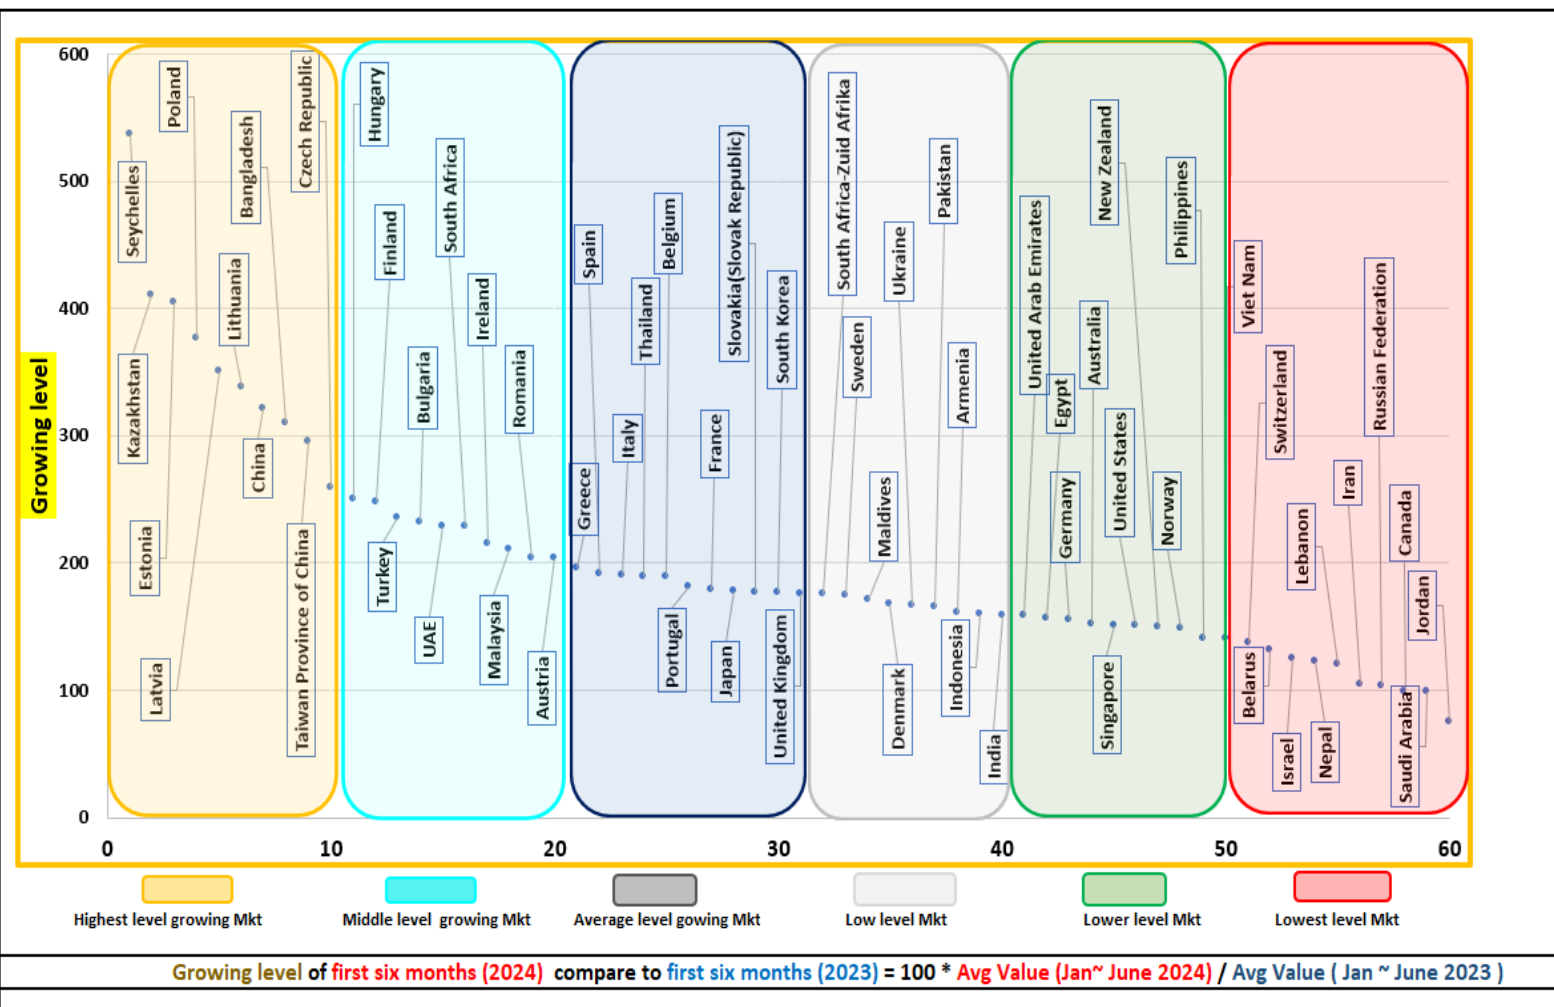 600
500
400
300
200
100
0
Growing level
Seychelles
Kazakhstan
Estonia
Latvia
Poland
Lithuania
Bangladesh
China
Czech Republic
Taiwan Province of China
Hungary
Finland
Turkey
Bulgaria
UAE
South Africa
Ireland
Malaysia
Romania
Austria
Spain
Greece
Italy
Thailand
Belgium
Portugal
France
Japan
Slovakia(Slovak Republic)
South Korea
United Kingdom
South Africa-Zuid Afrika
Sweden
Maldives
Ukraine
Denmark
Pakistan
Armenia
Indonesia
India
United Arab Emirates
Egypt
Germany
Australia
New Zealand
United States
Singapore
Norway
Philippines
Viet Nam
Switzerland
Belarus
Israel
Lebanon
Nepal
Iran
Russian Federation
Canada
Saudi Arabia
Jordan
0 10 20 30 40 50 60
Highest level growing Mkt
Middle level growing Mkt
Average level gowing Mkt
Low level Mkt
Lower level Mkt
Lowest level Mkt
Growing level of first six months (2024) compare to first six months (2023) = 100 * Avg Value (Jan~ June 2024) / Avg Value ( Jan ~ June 2023 )